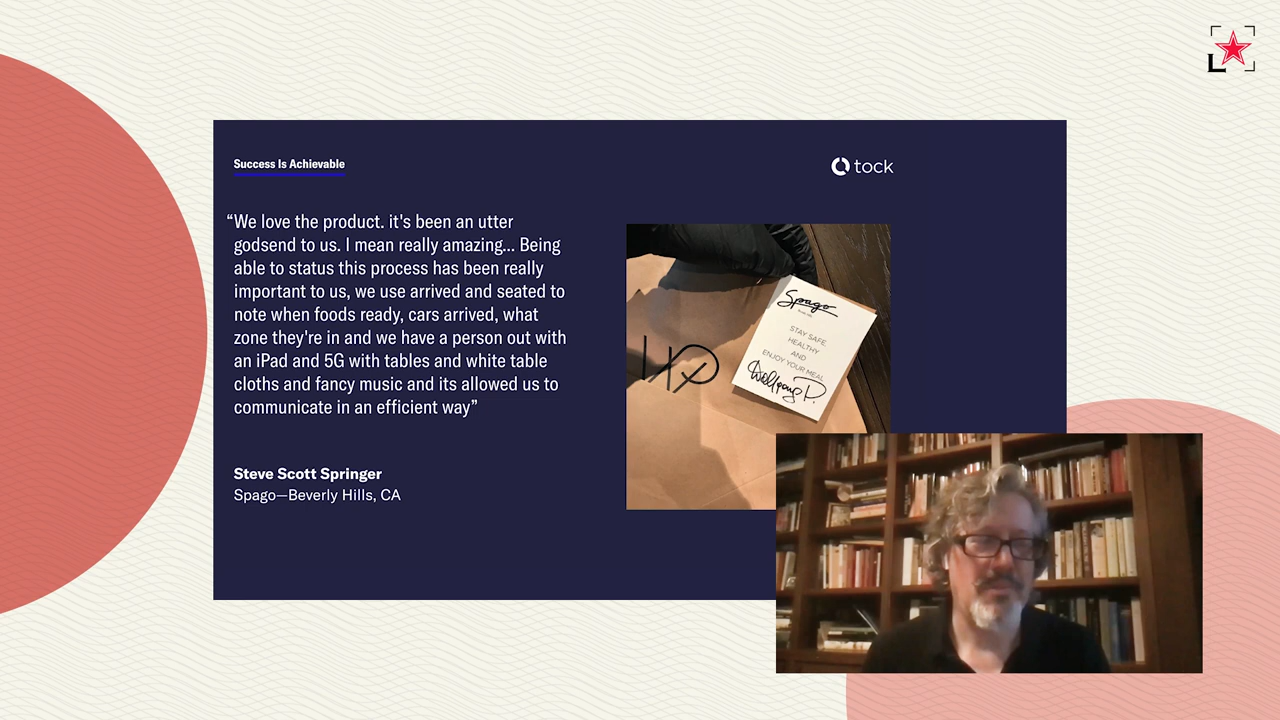 L
Success Is Achievable
tock
“We love the product. it's been an utter
godsend to us. I mean really amazing... Being
able to status this process has been really
important to us, we use arrived and seated to
note when foods ready, cars arrived, what
zone they're in and we have a person out with
an iPad and 5G with tables and white table
cloths and fancy music and its allowed us to
communicate in an efficient way”
Steve Scott Springer
Spago—Beverly Hills, CA
Spago
STAY SAFE
HEALTHY
AND
ENJOY YOUR MEAL
Wolfgang P.
WP